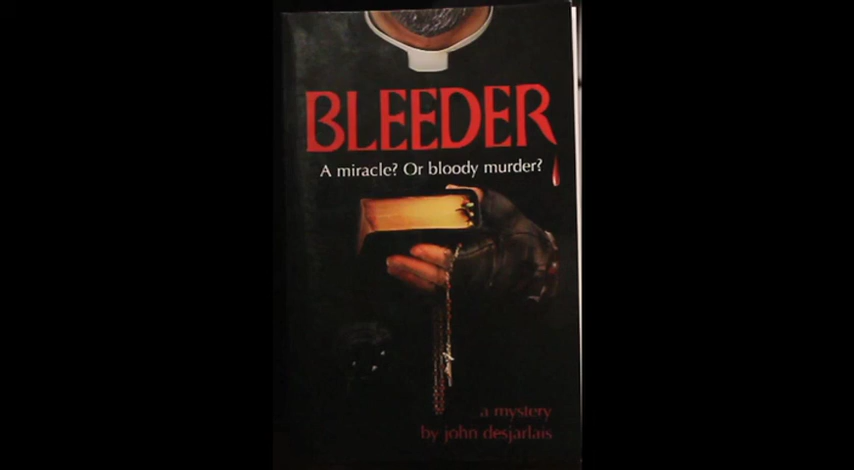 BLEEDER
A miracle? Or bloody murder?
a mystery
by john desjarlais